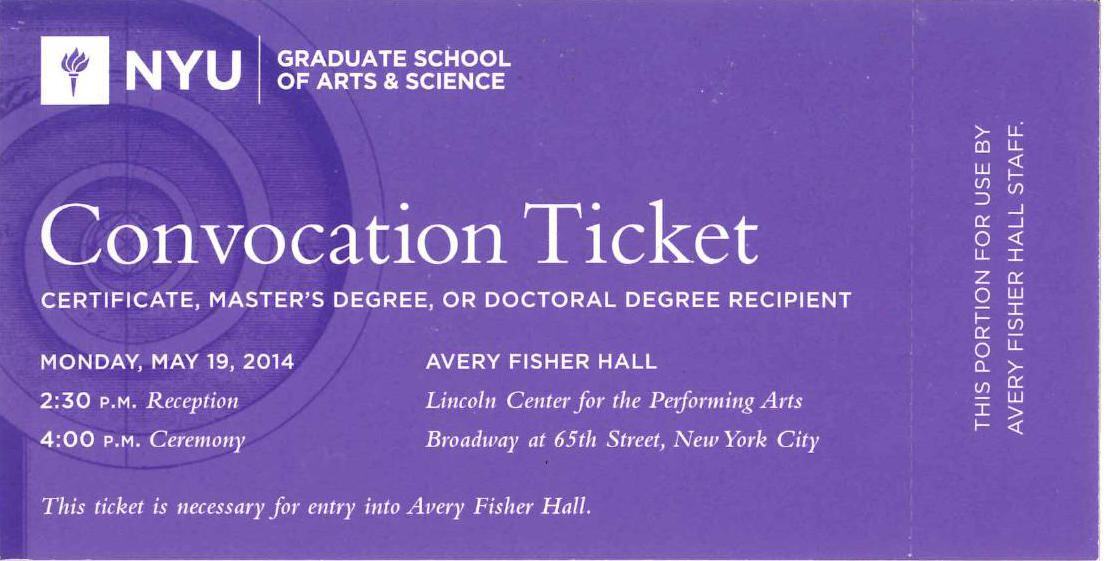 NYU
GRADUATE SCHOOL
OF ARTS & SCIENCE
Convocation Ticket
CERTIFICATE, MASTER'S DEGREE, OR DOCTORAL DEGREE RECIPIENT
MONDAY, MAY 19, 2014
2:30 P.M. Reception
4:00 P.M. Ceremony
AVERY FISHER HALL
Lincoln Center for the Performing Arts
Broadway at 65th Street, New York City
This ticket is necessary for entry into Avery Fisher Hall.
THIS PORTION FOR USE BY
AVERY FISHER HALL STAFF.